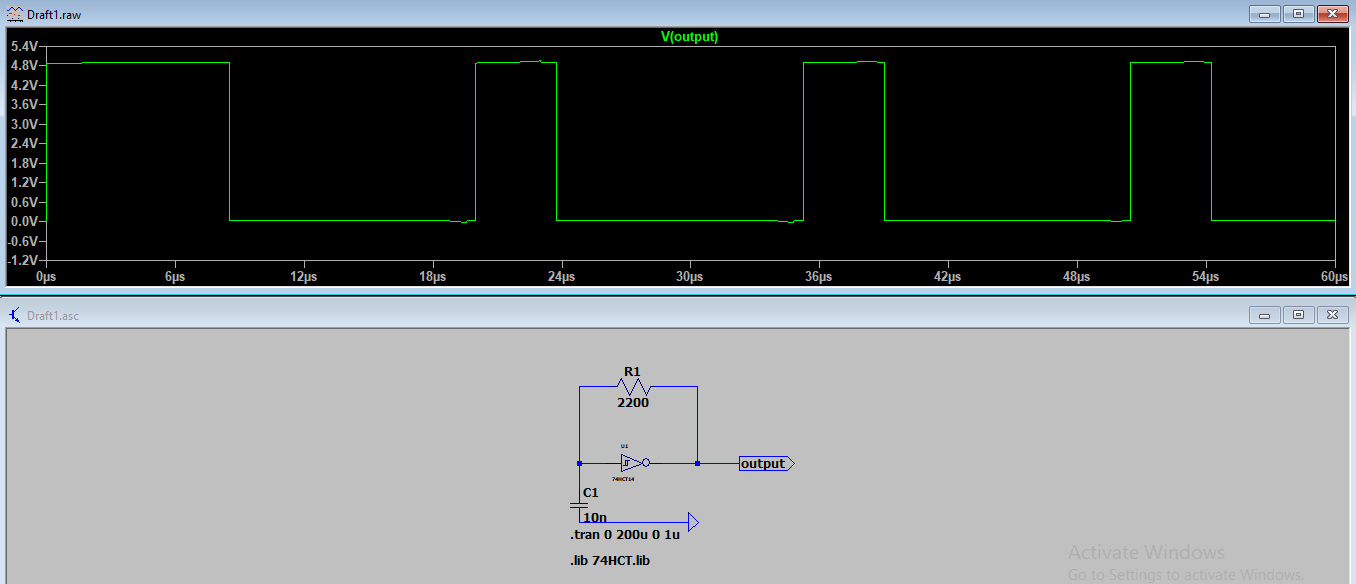 Draft1.raw
V(output)
5.4V
4.8V
4.2V
3.6V
3.0V
2.4V
1.8V
1.2V
0.6V
0.0V
-0.6V
-1.2V
0µs 6µs 12µs 18µs 24µs 30µs 36µs 42µs 48µs 54µs 60µs
Draft1.asc
R1
2200
U1
output
74HCT14
C1
10n
.tran 0 200u 0 1u
.lib 74HCT.lib
Activate Windows
Go to Settings to activate Windows.